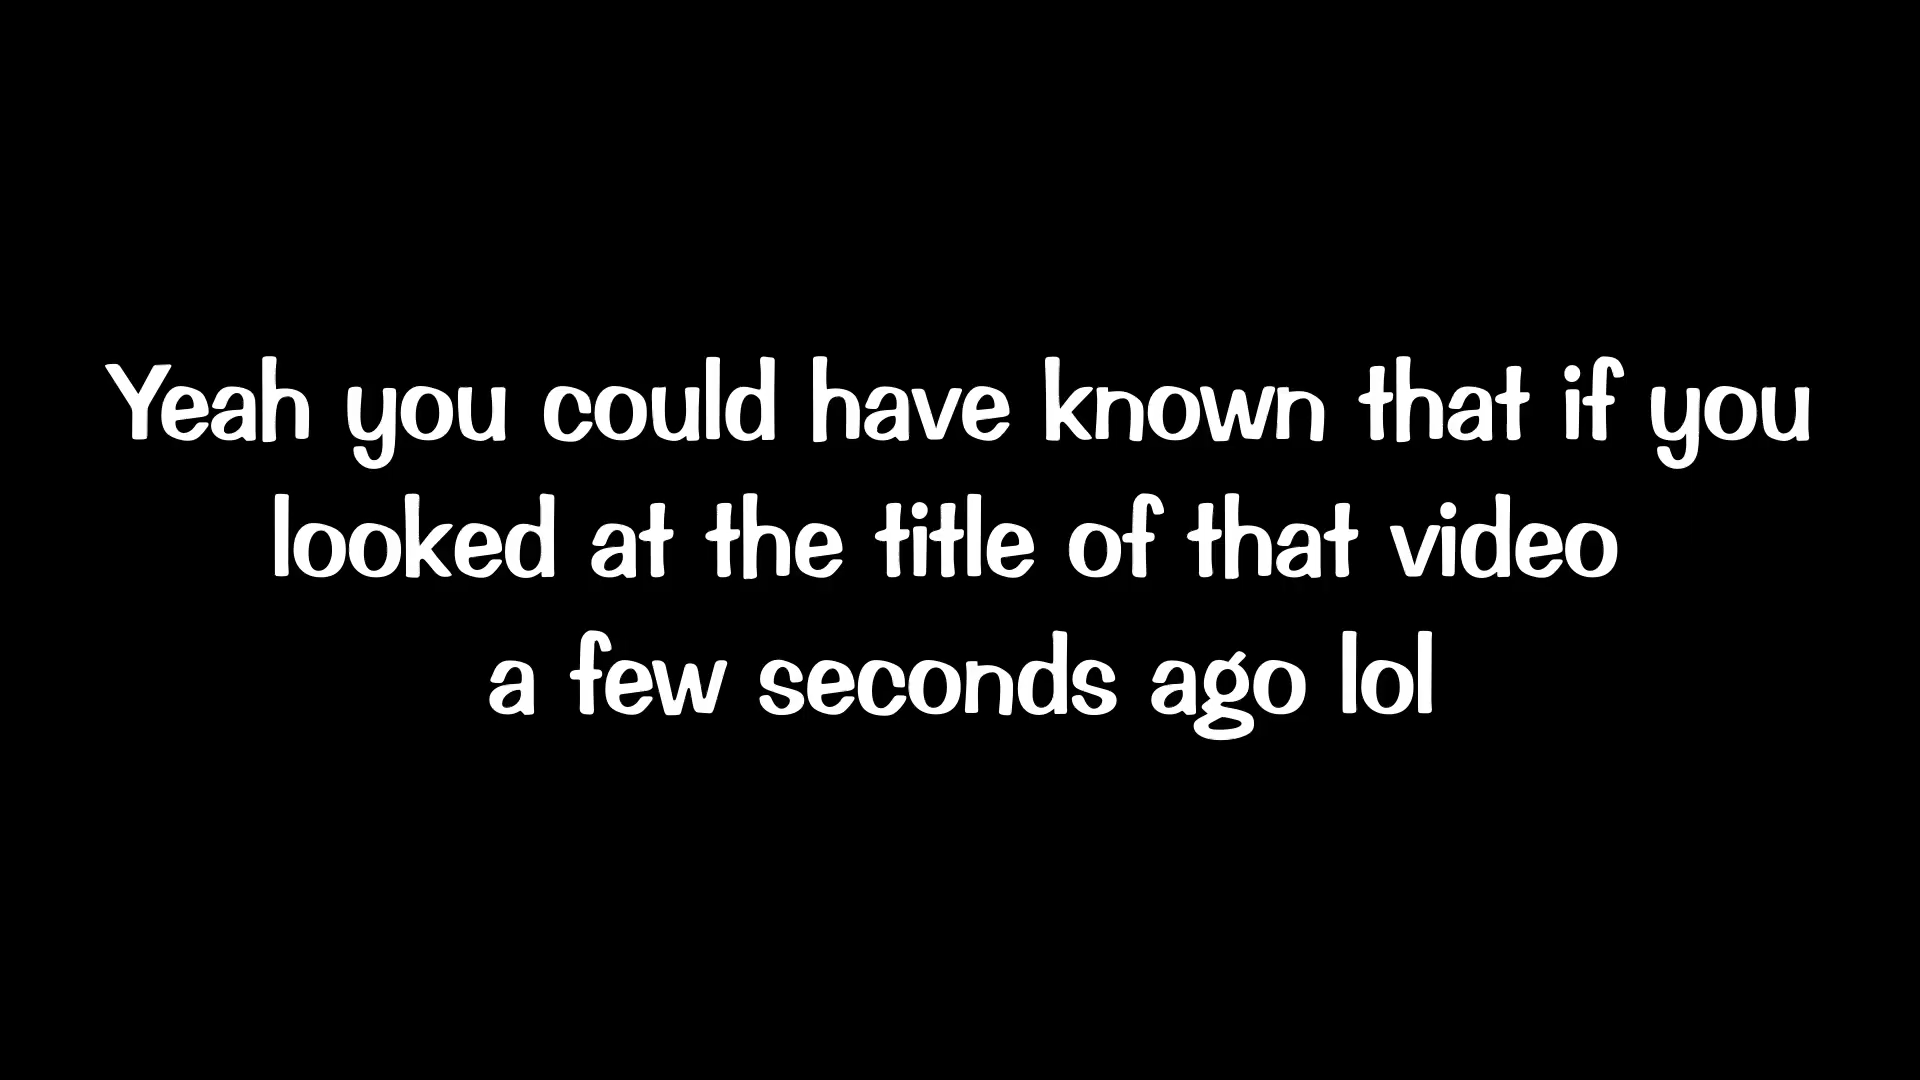 Yeah you could have known that if you
looked at the title of that video
a few seconds ago lol